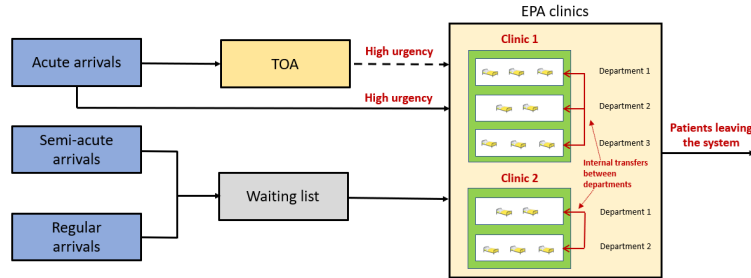 EPA clinics
Acute arrivals
TOA
High urgency
High urgency
Semi-acute
arrivals
Regular
arrivals
Waiting list
Clinic 1
Department 1
Department 2
Department 3
Internal transfers
between
departments
Clinic 2
Department 1
Department 2
Patients leaving
the system